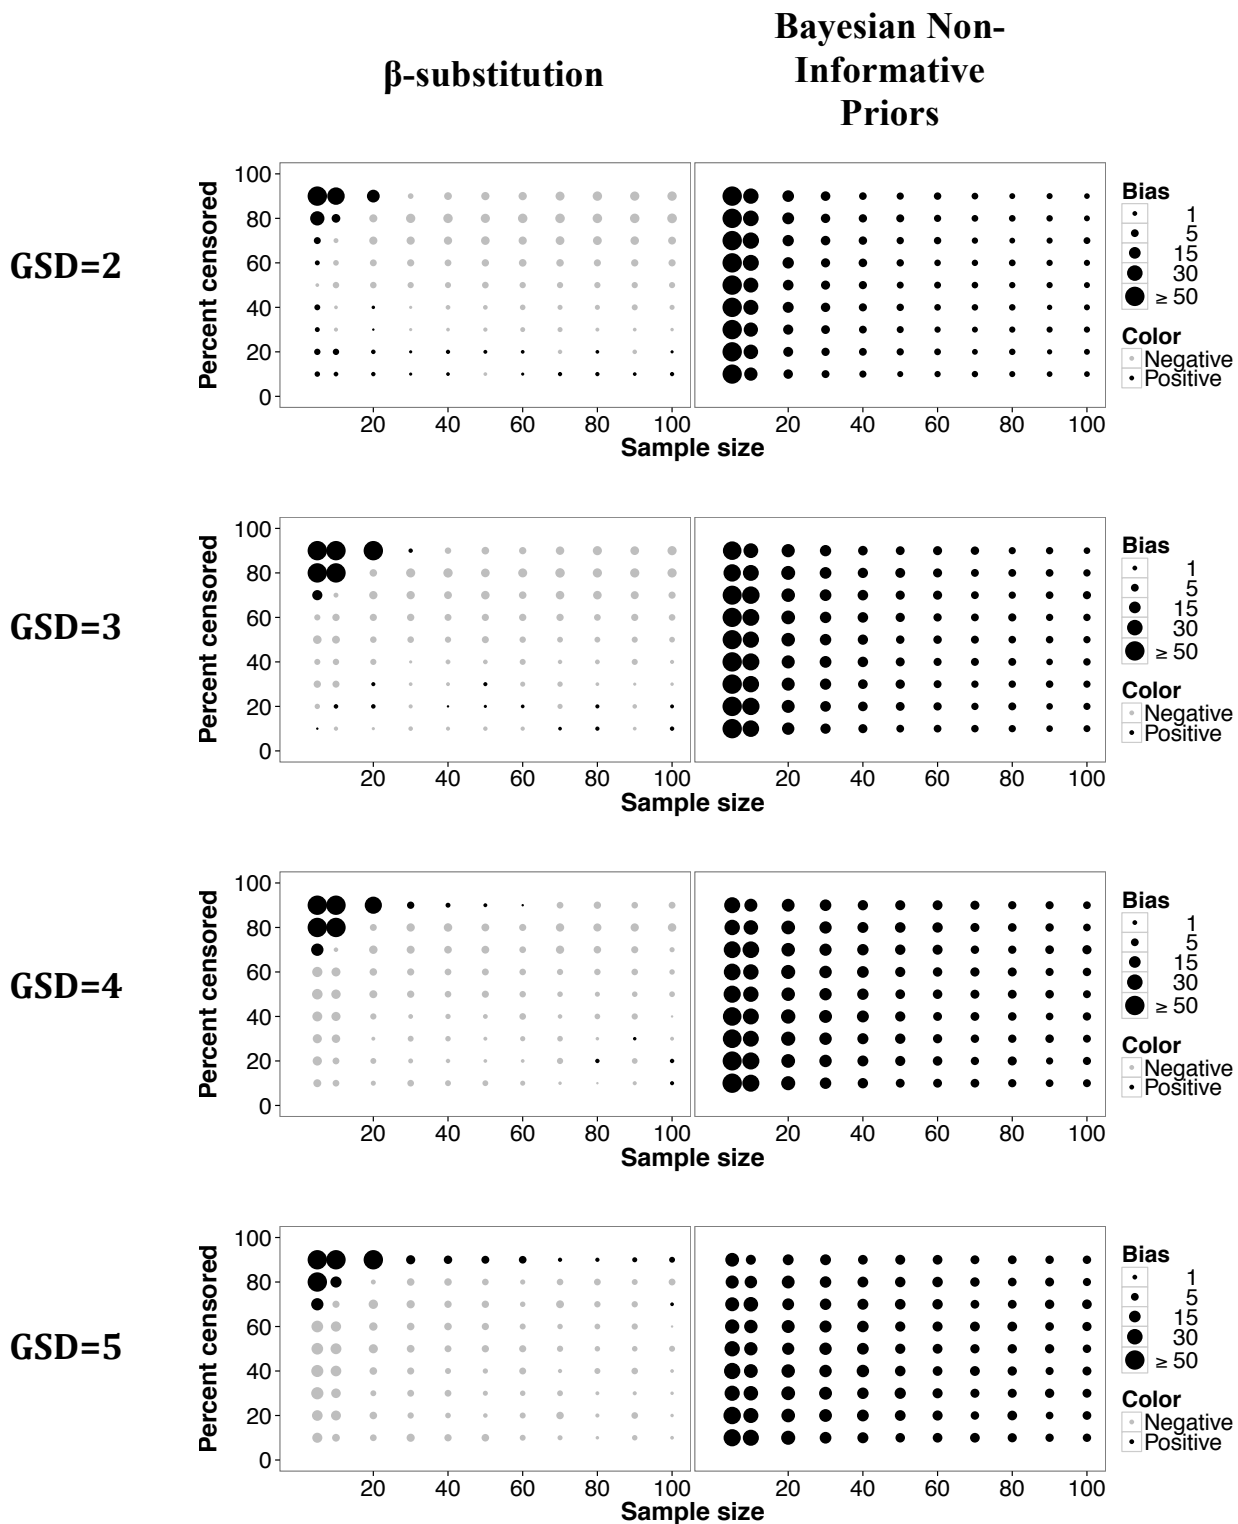 β-substitution
Bayesian Non-
Informative
Priors
GSD=2
Percent censored
100
80
60
40
20
0
20 40 60 80 100
20 40 60 80 100
Sample size
Bias
1
5
15
30
≥ 50
Color
Negative
Positive
GSD=3
Percent censored
100
80
60
40
20
0
20 40 60 80 100
20 40 60 80 100
Sample size
Bias
1
5
15
30
≥ 50
Color
Negative
Positive
GSD=4
Percent censored
100
80
60
40
20
0
20 40 60 80 100
20 40 60 80 100
Sample size
Bias
1
5
15
30
≥ 50
Color
Negative
Positive
GSD=5
Percent censored
100
80
60
40
20
0
20 40 60 80 100
20 40 60 80 100
Sample size
Bias
1
5
15
30
≥ 50
Color
Negative
Positive